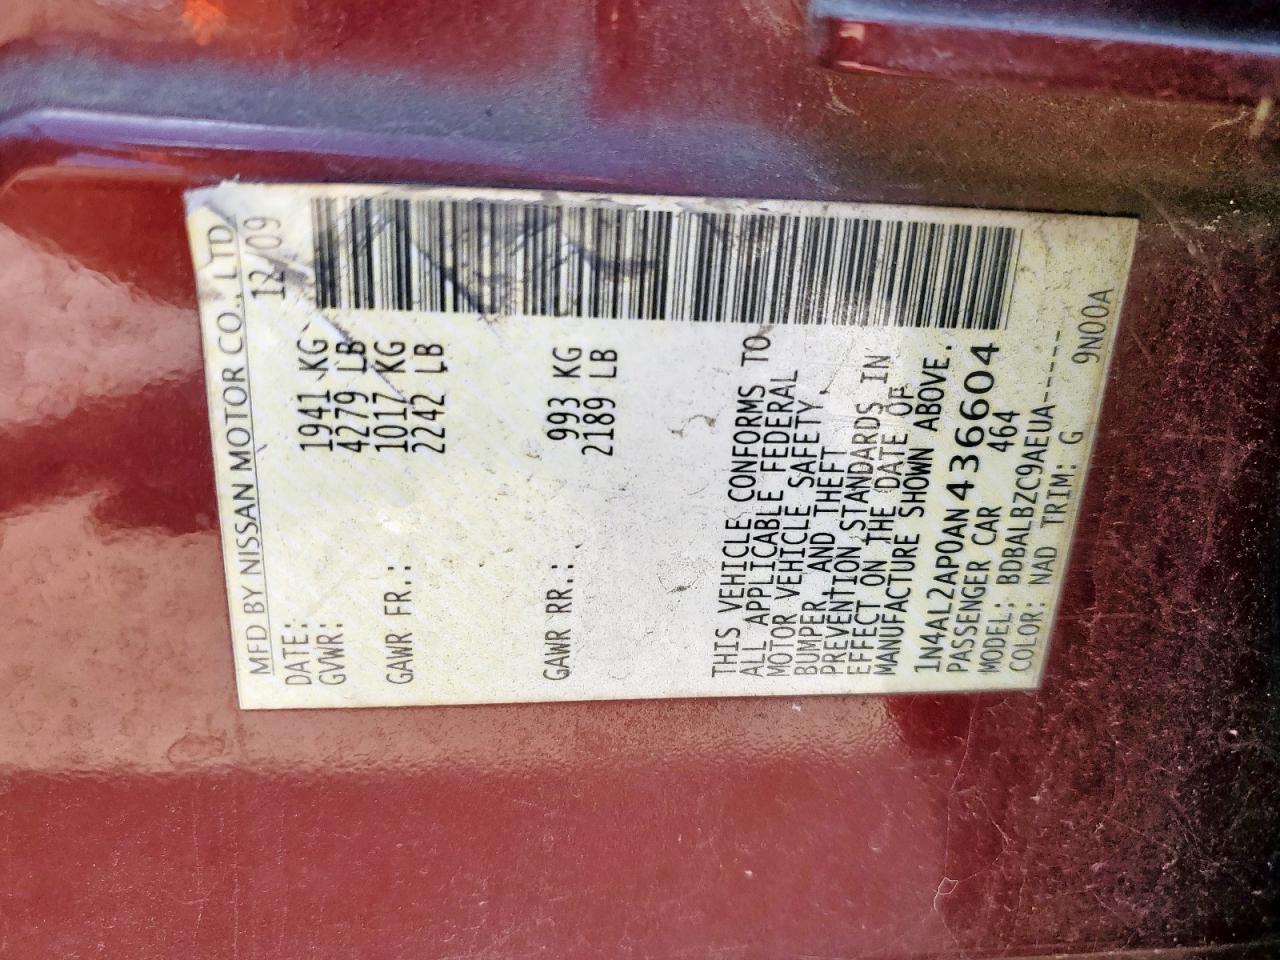 MFD BY NISSAN MOTOR CO., LTD.
DATE: 12/09
GVWR: 1941 KG
4279 LB
GAWR FR.: 1017 KG
2242 LB
GAWR RR.: 993 KG
2189 LB
THIS VEHICLE CONFORMS TO
ALL APPLICABLE FEDERAL
MOTOR VEHICLE SAFETY,
BUMPER, AND THEFT
PREVENTION STANDARDS IN
EFFECT ON THE DATE OF
MANUFACTURE SHOWN ABOVE.
1N4AL2AP0AN436604
PASSENGER CAR 464
MODEL: BDBALBZC9AEUA-----
COLOR: NAD TRIM: G 9N00A